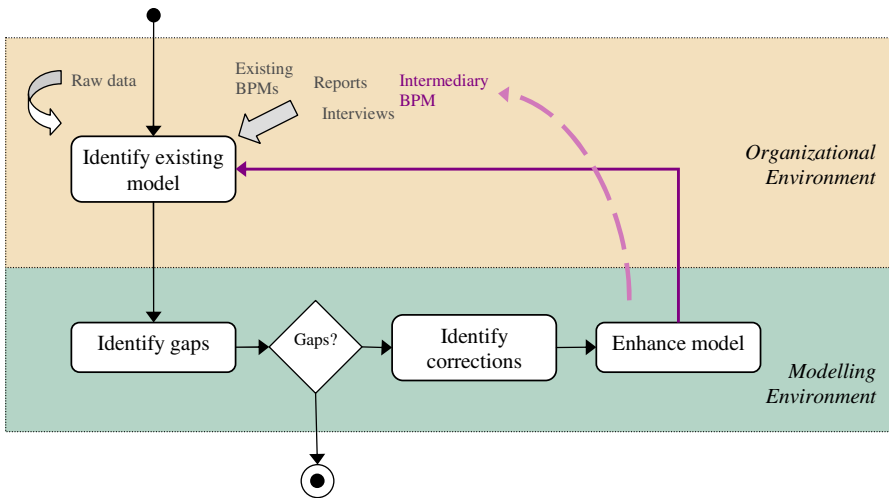 Raw data
Existing
BPMs
Reports
Interviews
Intermediary
BPM
Identify existing
model
Organizational
Environment
Identify gaps
Gaps?
Identify
corrections
Enhance model
Modelling
Environment